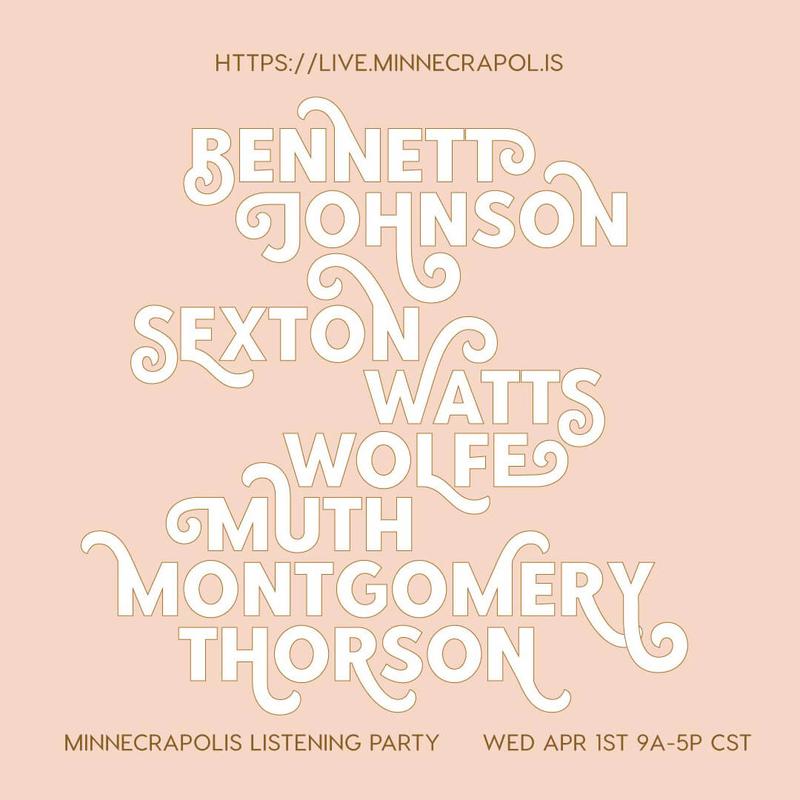 HTTPS://LIVE.MINNECRAPOL.IS
BENNETT
JOHNSON
SEXTON
WATTS
WOLFE
MUTH
MONTGOMERY
THORSON
MINNECRAPOLIS LISTENING PARTY WED APR 1ST 9A-5P CST